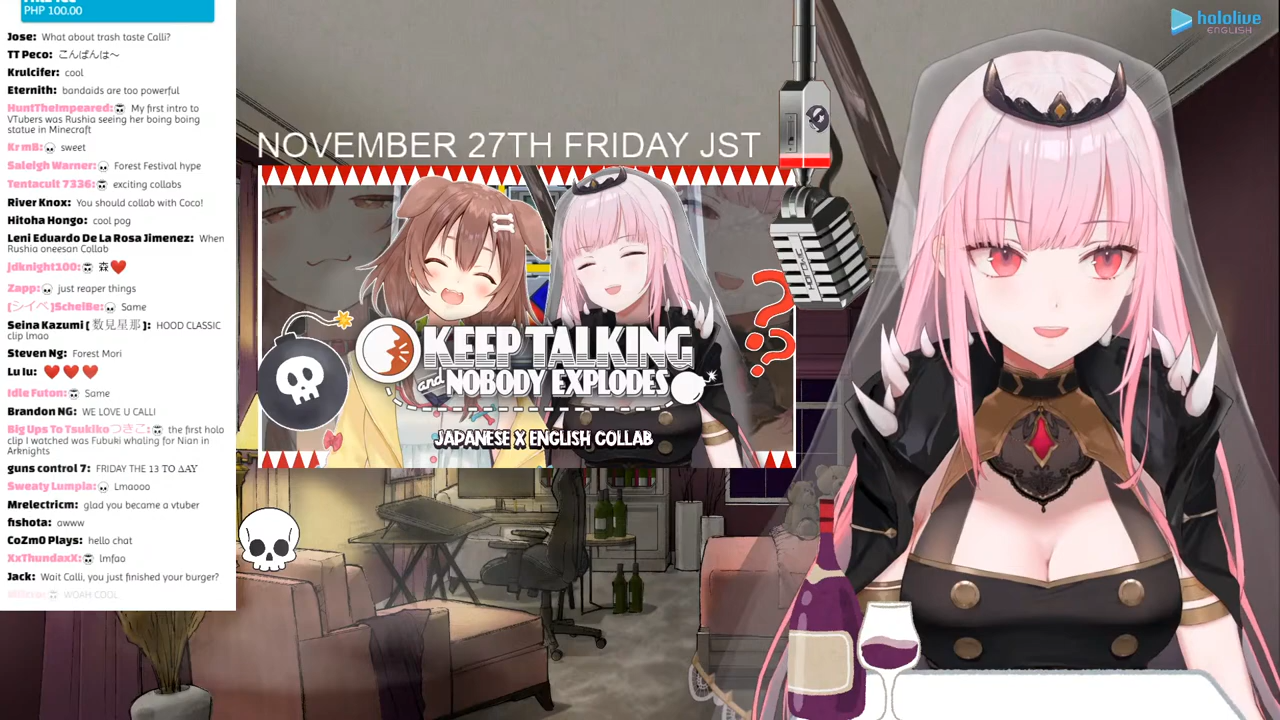 PHP 100.00
Jose: What about trash taste Calli?
TT Peco: こんばんは～
Krulcifer: cool
Eternith: bandaids are too powerful
HuntTheImpeared: My first intro to
VTubers was Rushia seeing her boing boing
statue in Minecraft
Kr mB: sweet
Saleigh Warner: Forest Festival hype
Tentacult 7336: exciting collabs
River Knox: You should collab with Coco!
Hitoha Hongo: cool pog
Leni Eduardo De La Rosa Jimenez: When
Rushia oneesan Collab
jdknight100: 森❤️
Zapp: just reaper things
[シイベ]ScheiBe: Same
Seina Kazumi [数見星那]: HOOD CLASSIC
clip lmao
Steven Ng: Forest Mori
Lu lu: ❤️ ❤️ ❤️
Idle Futon: Same
Brandon NG: WE LOVE U CALLI
Big Ups To Tsukikoつきこ: the first holo
clip I watched was Fubuki whaling for Nian in
Arknights
guns control 7: FRIDAY THE 13 TO ΔAY
Sweaty Lumpia: Lmaooo
Mrelectricm: glad you became a vtuber
fishota: awww
CoZmO Plays: hello chat
XxThundaxX: lmfao
Jack: Wait Calli, you just finished your burger?
WOAH COOL
NOVEMBER 27TH FRIDAY JST
KEEP TALKING
and NOBODY EXPLODES
JAPANESE X ENGLISH COLLAB
hololive
ENGLISH